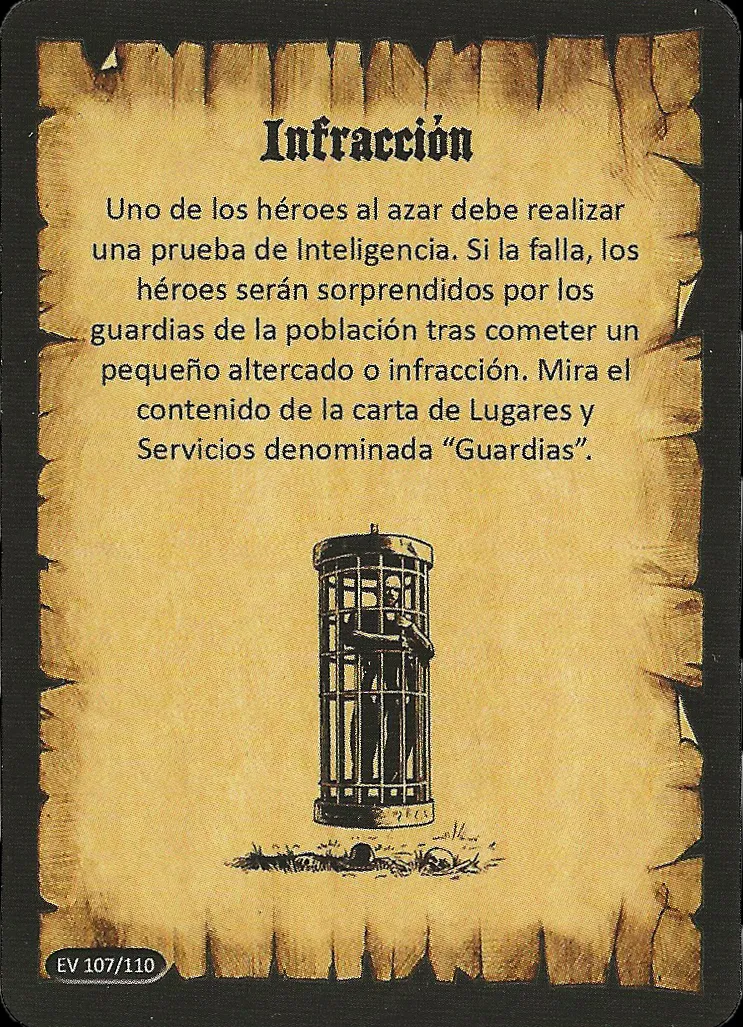 Infracción
Uno de los héroes al azar debe realizar
una prueba de Inteligencia. Si la falla, los
héroes serán sorprendidos por los
guardias de la población tras cometer un
pequeño altercado o infracción. Mira el
contenido de la carta de Lugares y
Servicios denominada “Guardias”.
EV 107/110